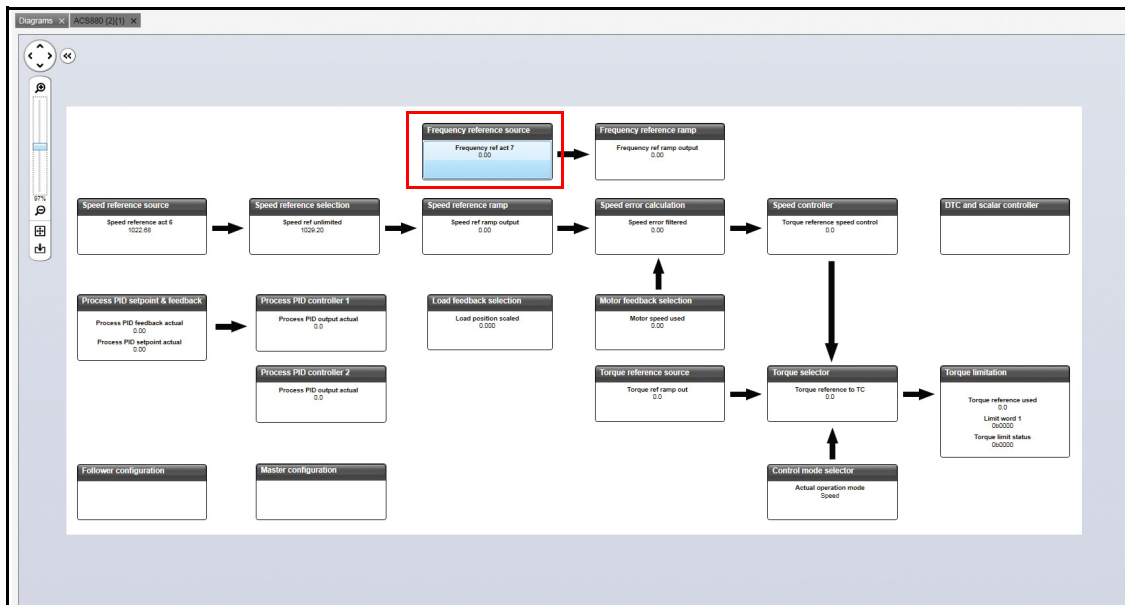 Diagrams ×
ACS880 {2}{1} ×
97%
Frequency reference source
Frequency ref act 7
0.00
Frequency reference ramp
Frequency ref ramp output
0.00
Speed reference source
Speed reference act 6
1022.68
Speed reference selection
Speed ref unlimited
1029.20
Speed reference ramp
Speed ref ramp output
0.00
Speed error calculation
Speed error filtered
0.00
Speed controller
Torque reference speed control
0.0
DTC and scalar controller
Process PID setpoint & feedback
Process PID feedback actual
0.00
Process PID setpoint actual
0.00
Process PID controller 1
Process PID output actual
0.0
Load feedback selection
Load position scaled
0.000
Motor feedback selection
Motor speed used
0.00
Process PID controller 2
Process PID output actual
0.0
Torque reference source
Torque ref ramp out
0.0
Torque selector
Torque reference to TC
0.0
Torque limitation
Torque reference used
0.0
Limit word 1
0b0000
Torque limit status
0b0000
Follower configuration
Master configuration
Control mode selector
Actual operation mode
Speed